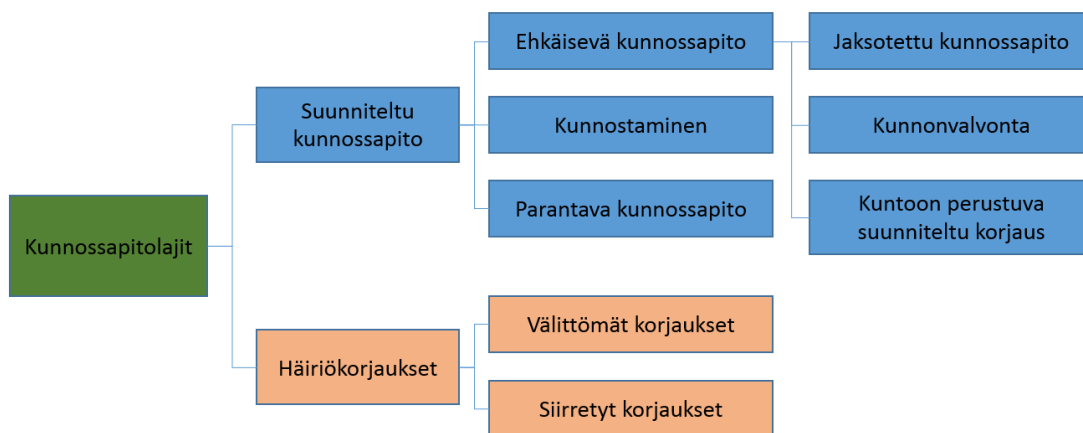 Kunnossapitolajit
Suunniteltu
kunnossapito
Ehkäisevä kunnossapito
Jaksotettu kunnossapito
Kunnonvalvonta
Kuntoon perustuva
suunniteltu korjaus
Kunnostaminen
Parantava kunnossapito
Häiriökorjaukset
Välittömät korjaukset
Siirretyt korjaukset